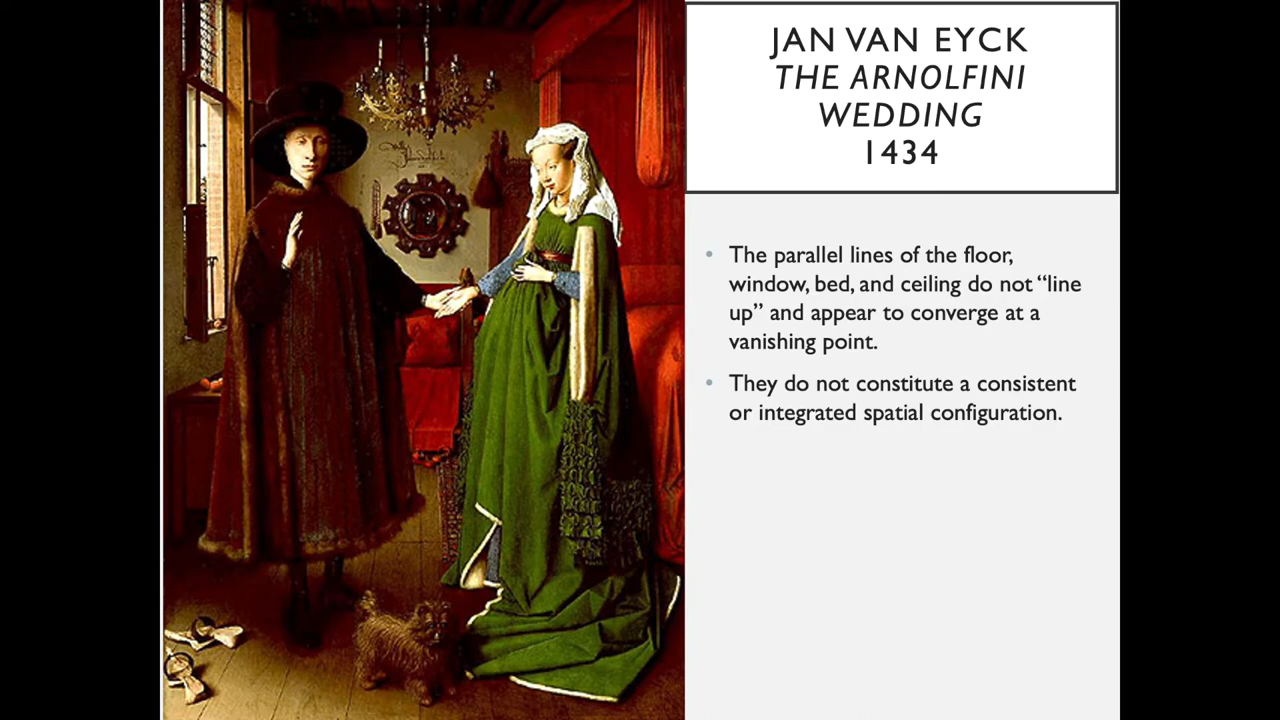 JAN VAN EYCK
THE ARNOLFINI
WEDDING
1434
• The parallel lines of the floor,
window, bed, and ceiling do not “line
up” and appear to converge at a
vanishing point.
• They do not constitute a consistent
or integrated spatial configuration.